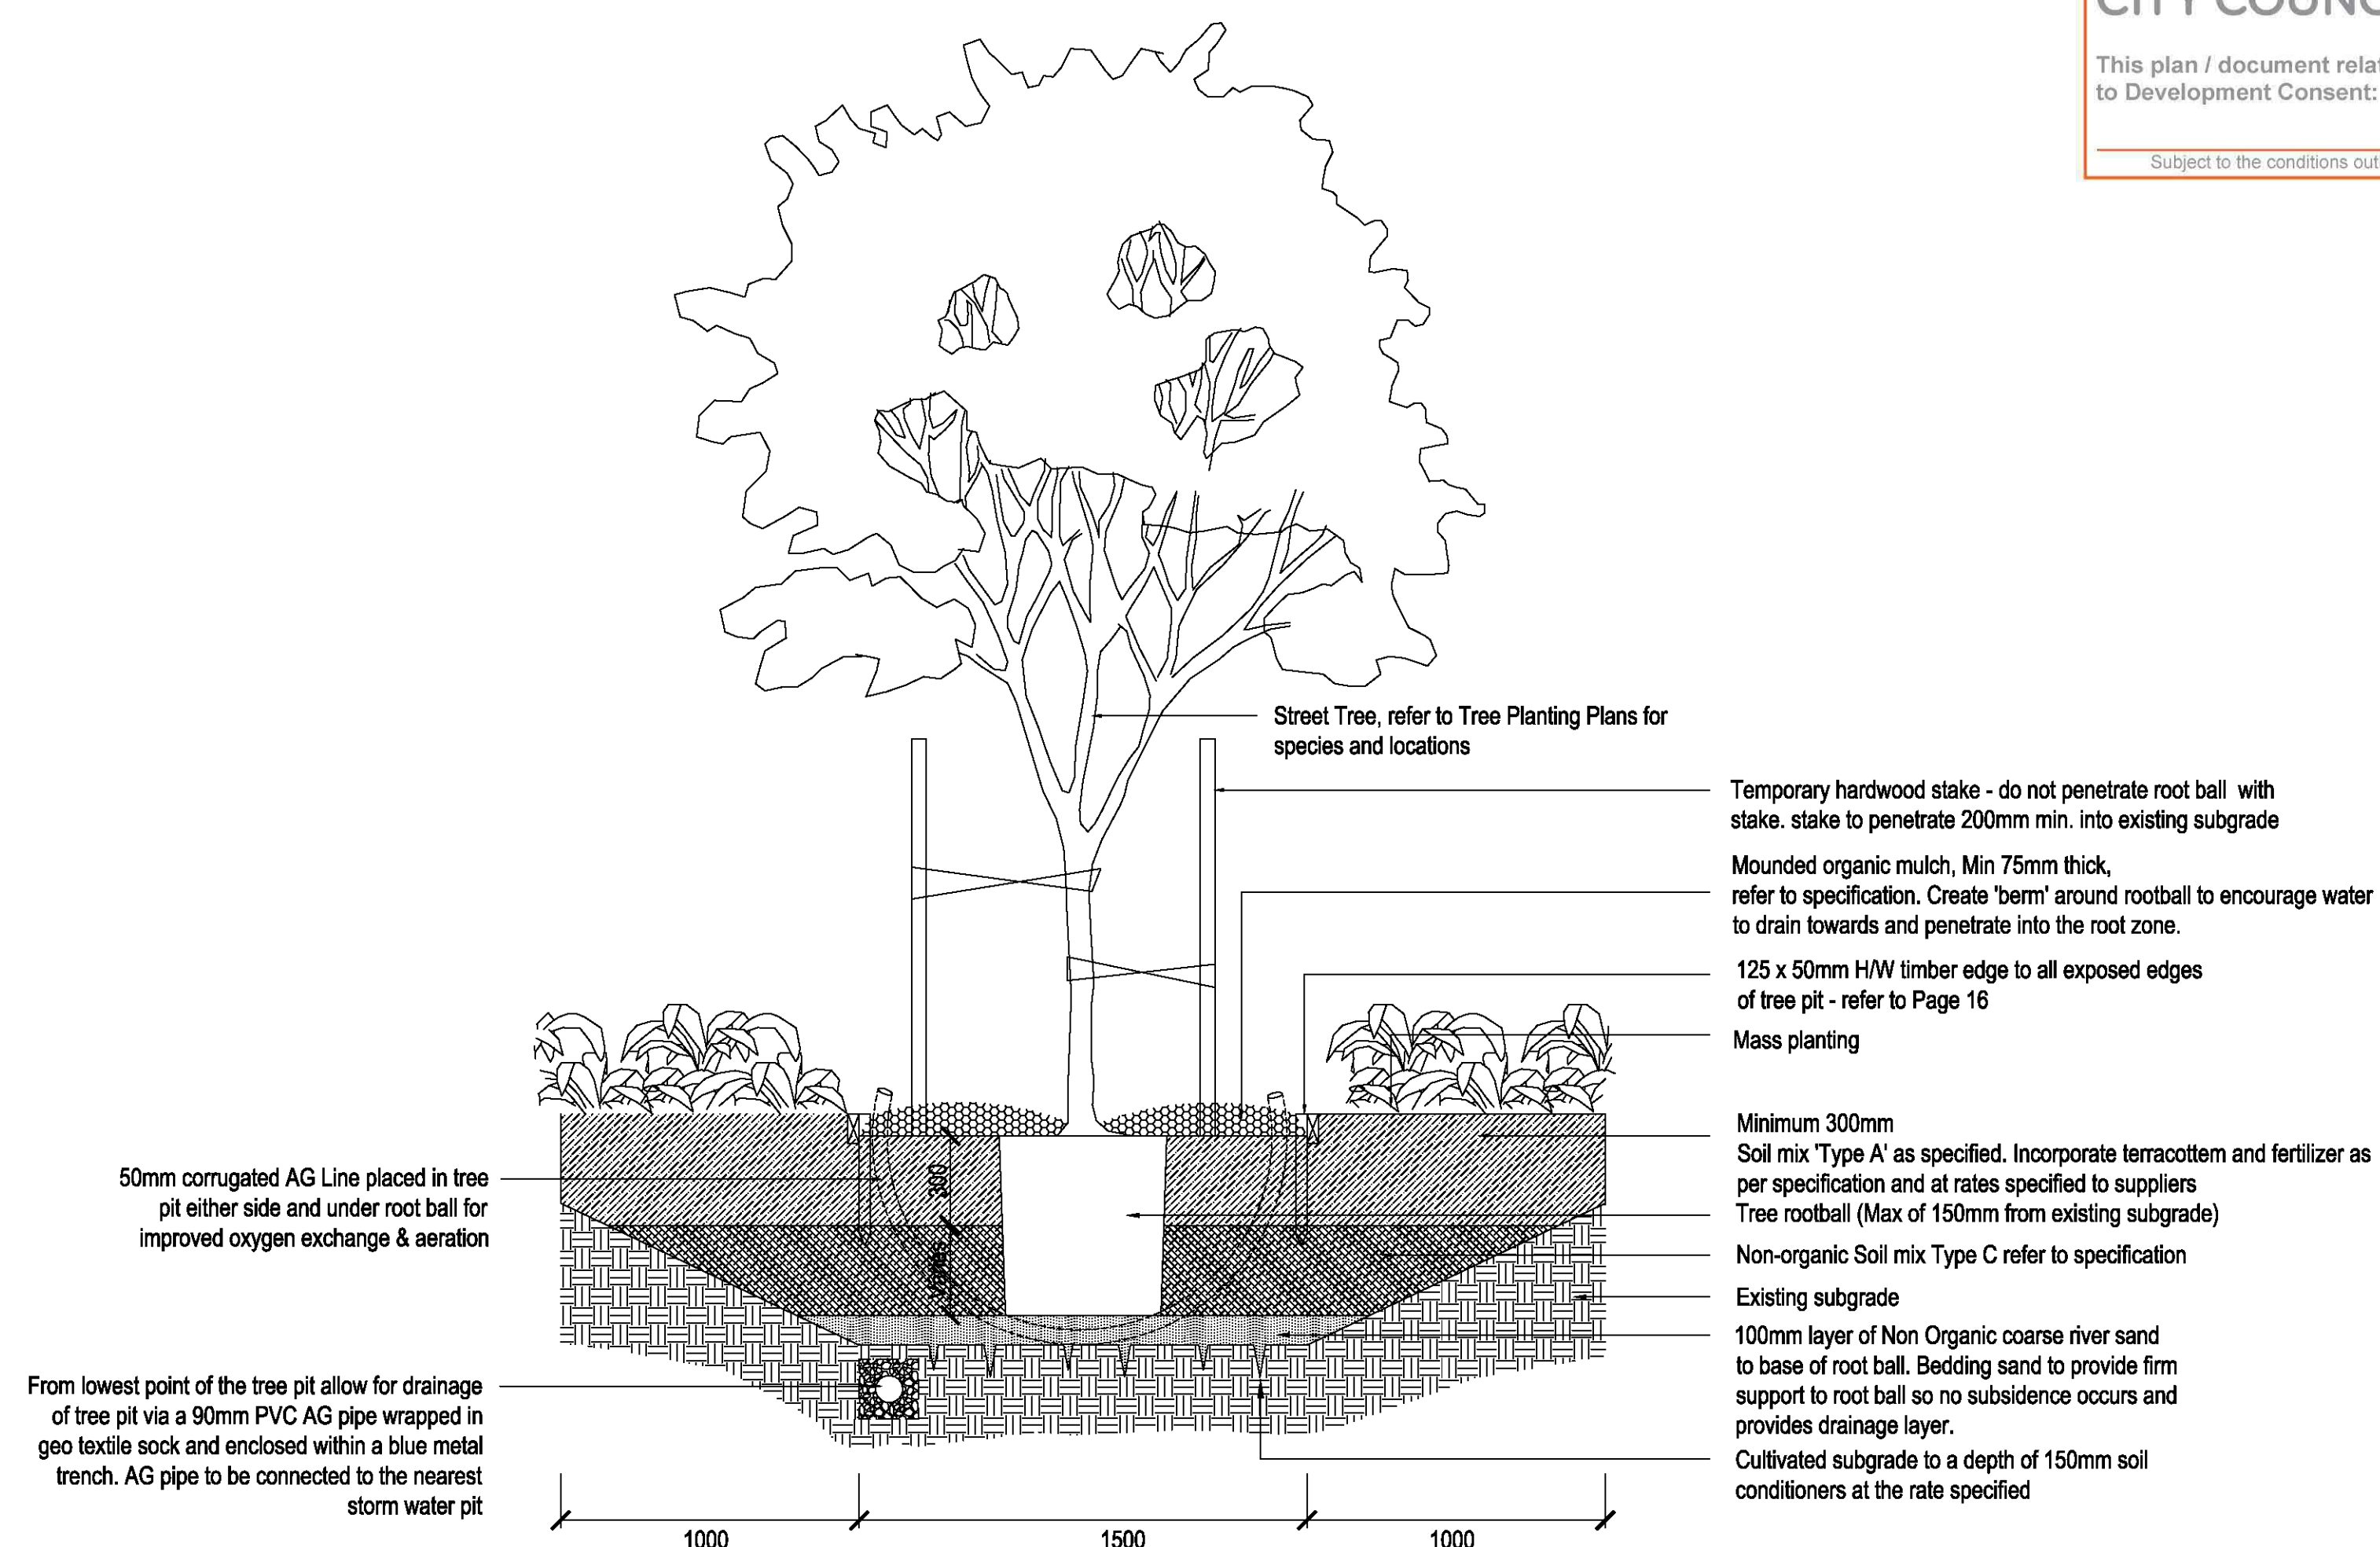 CITY COUNC
This plan / document relat
to Development Consent:
Subject to the conditions out
Street Tree, refer to Tree Planting Plans for
species and locations
Temporary hardwood stake - do not penetrate root ball with
stake. stake to penetrate 200mm min. into existing subgrade
Mounded organic mulch, Min 75mm thick,
refer to specification. Create 'berm' around rootball to encourage water
to drain towards and penetrate into the root zone.
125 x 50mm H/W timber edge to all exposed edges
of tree pit - refer to Page 16
Mass planting
Minimum 300mm
Soil mix 'Type A' as specified. Incorporate terracottem and fertilizer as
per specification and at rates specified to suppliers
Tree rootball (Max of 150mm from existing subgrade)
Non-organic Soil mix Type C refer to specification
Existing subgrade
100mm layer of Non Organic coarse river sand
to base of root ball. Bedding sand to provide firm
support to root ball so no subsidence occurs and
provides drainage layer.
Cultivated subgrade to a depth of 150mm soil
conditioners at the rate specified
50mm corrugated AG Line placed in tree
pit either side and under root ball for
improved oxygen exchange & aeration
From lowest point of the tree pit allow for drainage
of tree pit via a 90mm PVC AG pipe wrapped in
geo textile sock and enclosed within a blue metal
trench. AG pipe to be connected to the nearest
storm water pit
300
Varies
1000
1500
1000